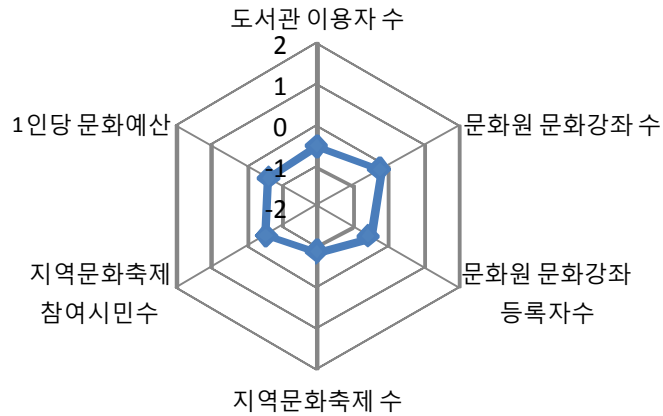 도서관 이용자 수
2
1
0
-1
-2
1인당 문화예산
문화원 문화강좌 수
지역문화축제
참여시민수
문화원 문화강좌
등록자수
지역문화축제 수